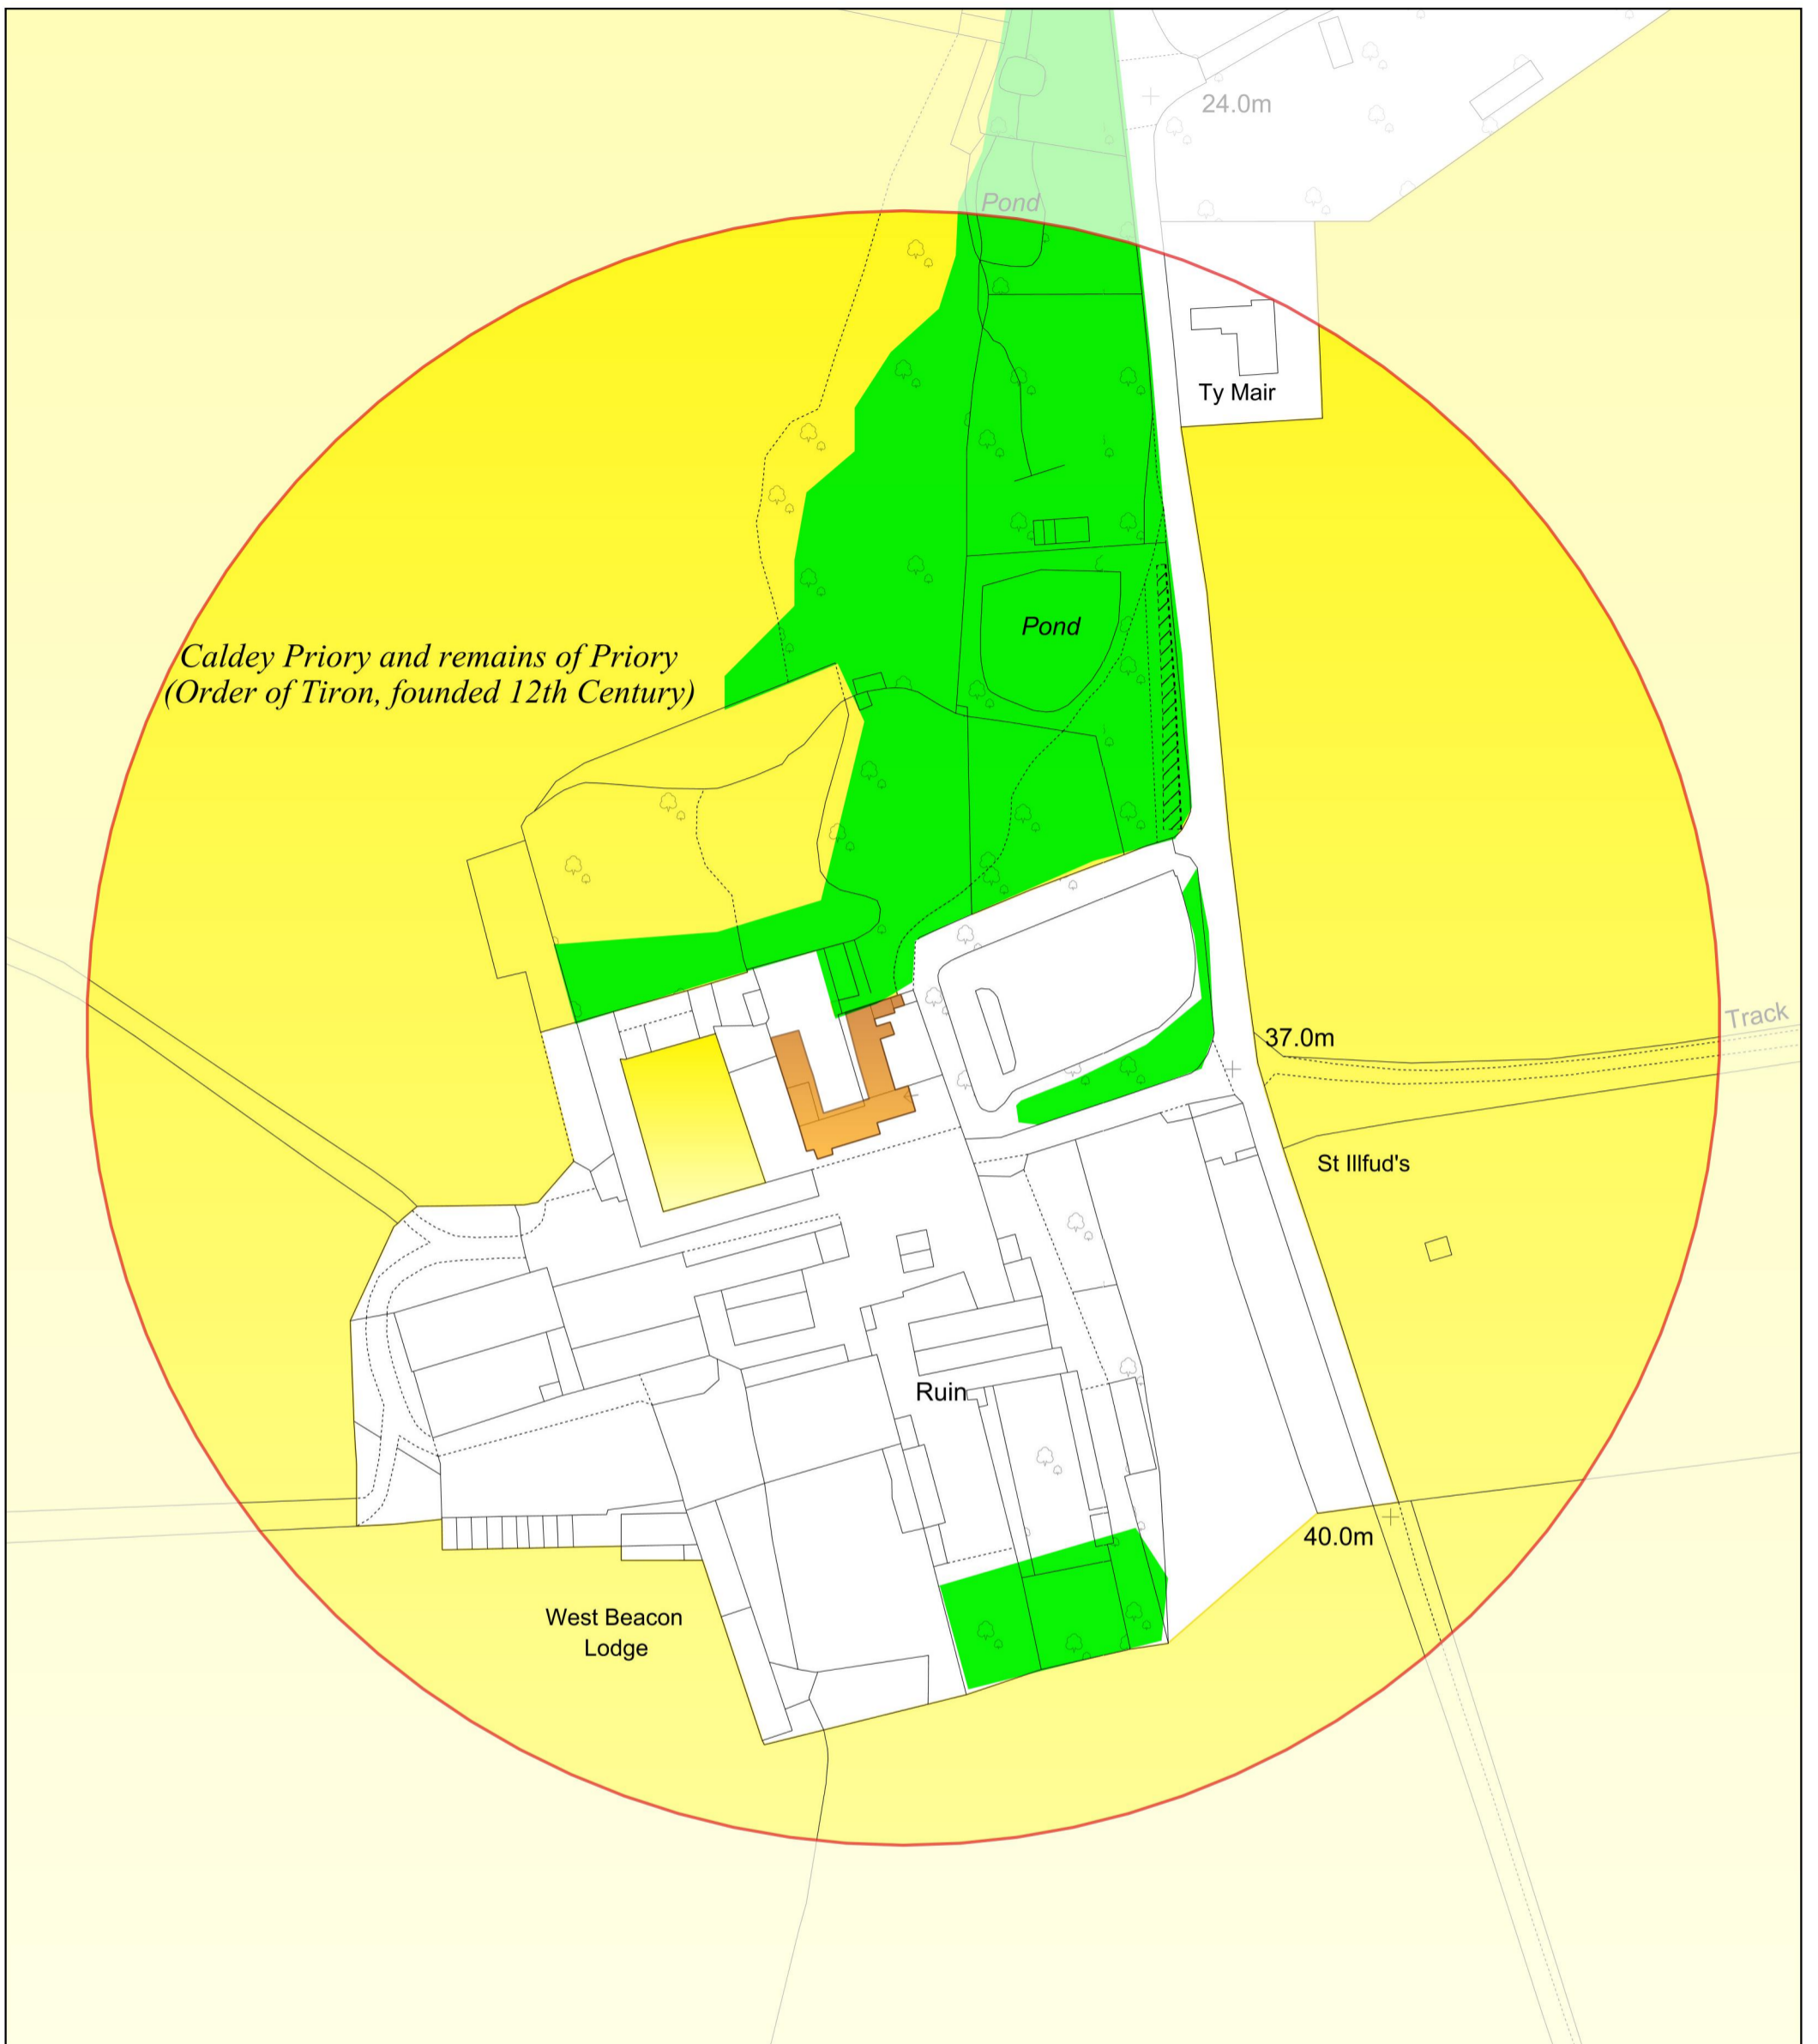 24.0m
Pond
Ty Mair
Pond
Caldey Priory and remains of Priory
(Order of Tiron, founded 12th Century)
Track
37.0m
St Illfud's
Ruin
40.0m
West Beacon
Lodge